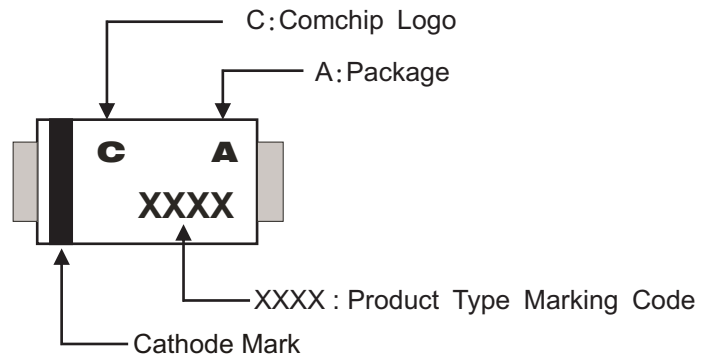 C:Comchip Logo
A:Package
C A
XXXX
XXXX : Product Type Marking Code
Cathode Mark